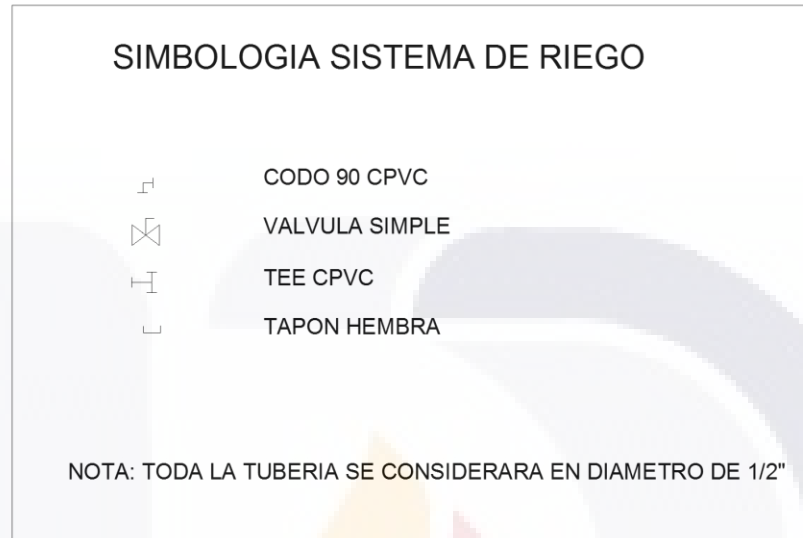 SIMBOLOGIA SISTEMA DE RIEGO
CODO 90 CPVC
VALVULA SIMPLE
TEE CPVC
TAPON HEMBRA
NOTA: TODA LA TUBERIA SE CONSIDERARA EN DIAMETRO DE 1/2"